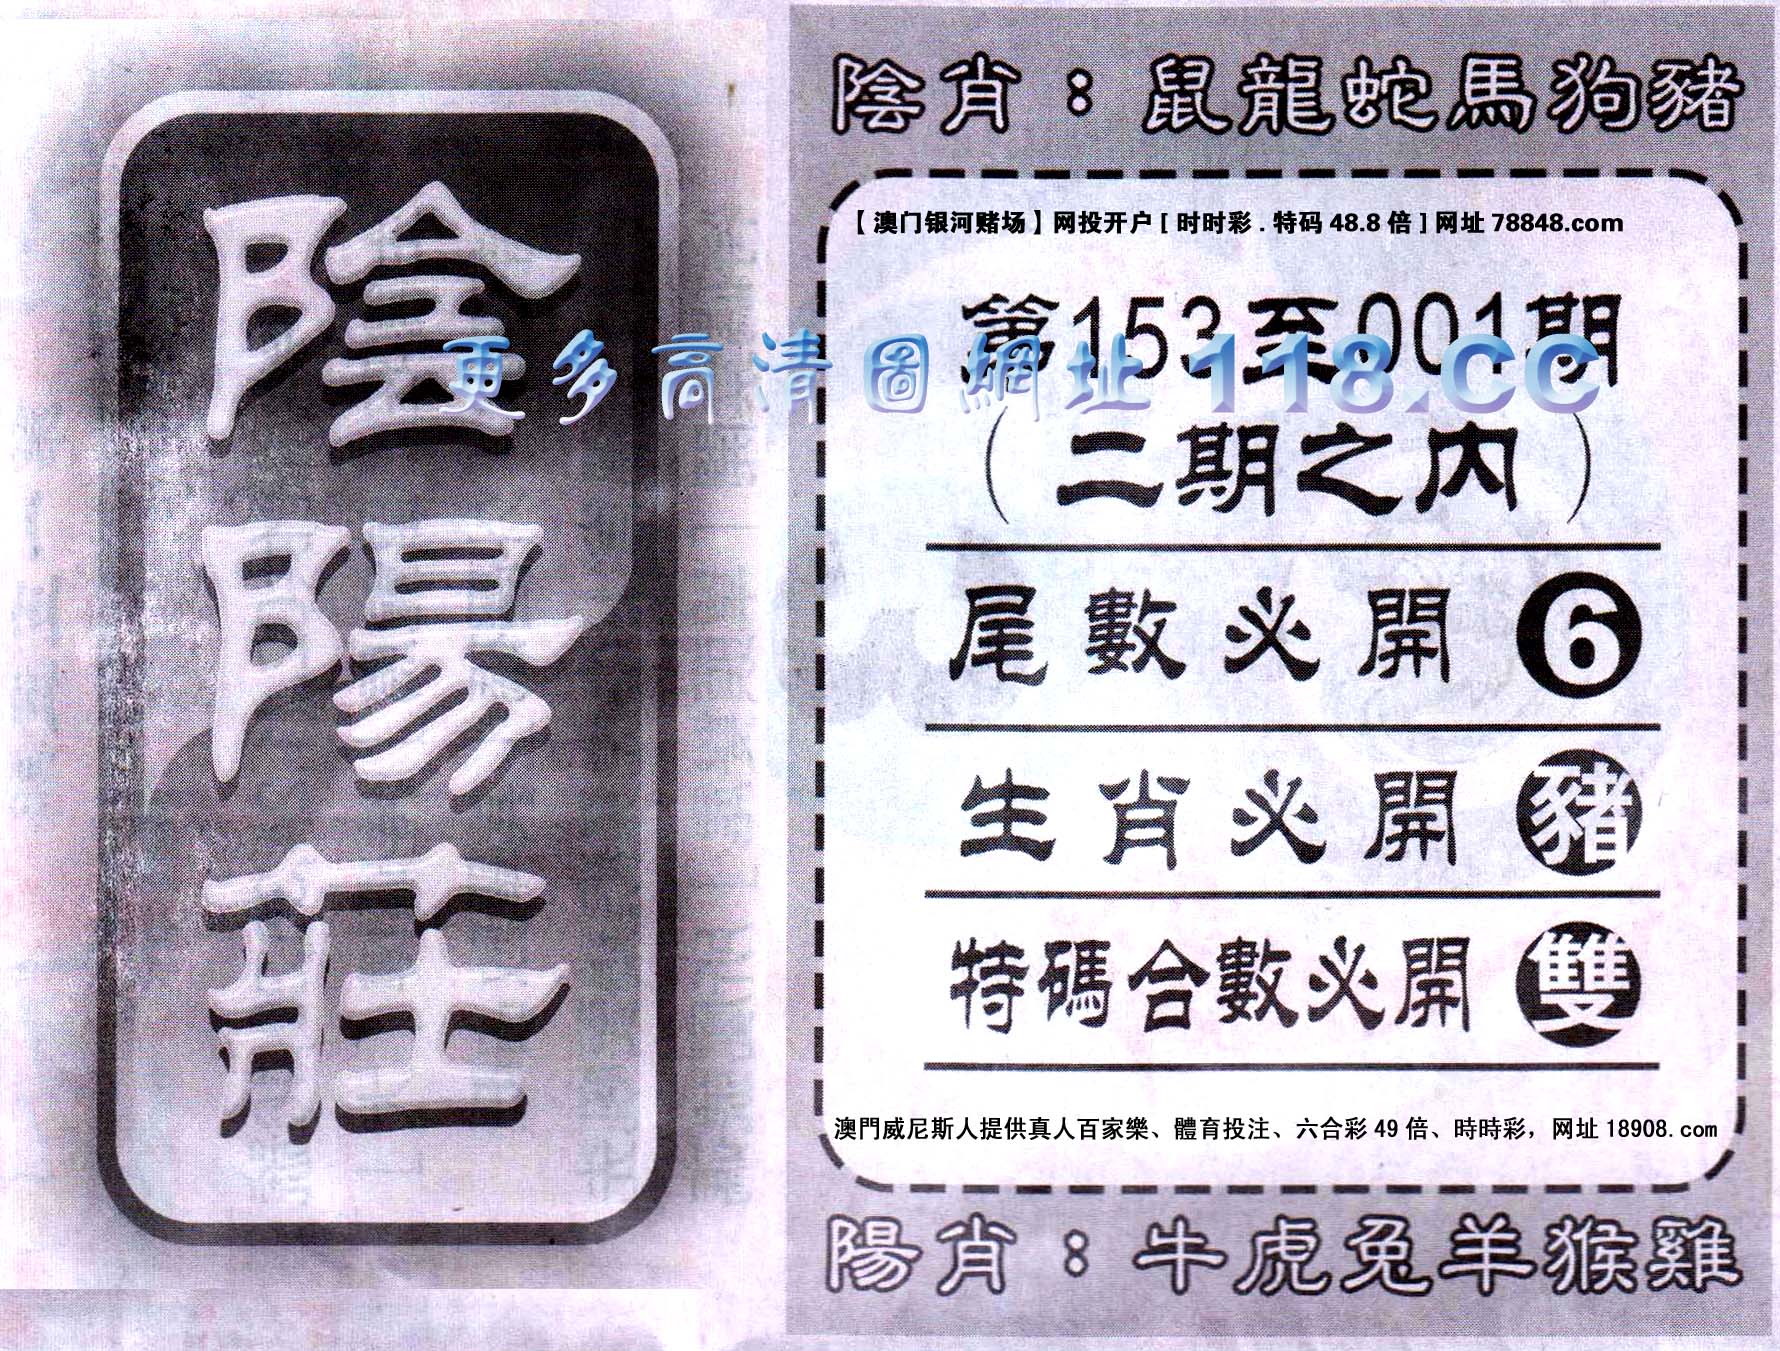 陰陽莊
陰肖：鼠龍蛇馬狗豬
【澳门银河赌场】网投开户[时时彩.特码48.8倍]网址78848.com
第153至001期
更多高清圖網址118.CC
（二期之内）
尾數必開 6
生肖必開 豬
特碼合數必開 雙
澳門威尼斯人提供真人百家樂、體育投注、六合彩49倍、時時彩，网址18908.com
陽肖：牛虎兔羊猴雞